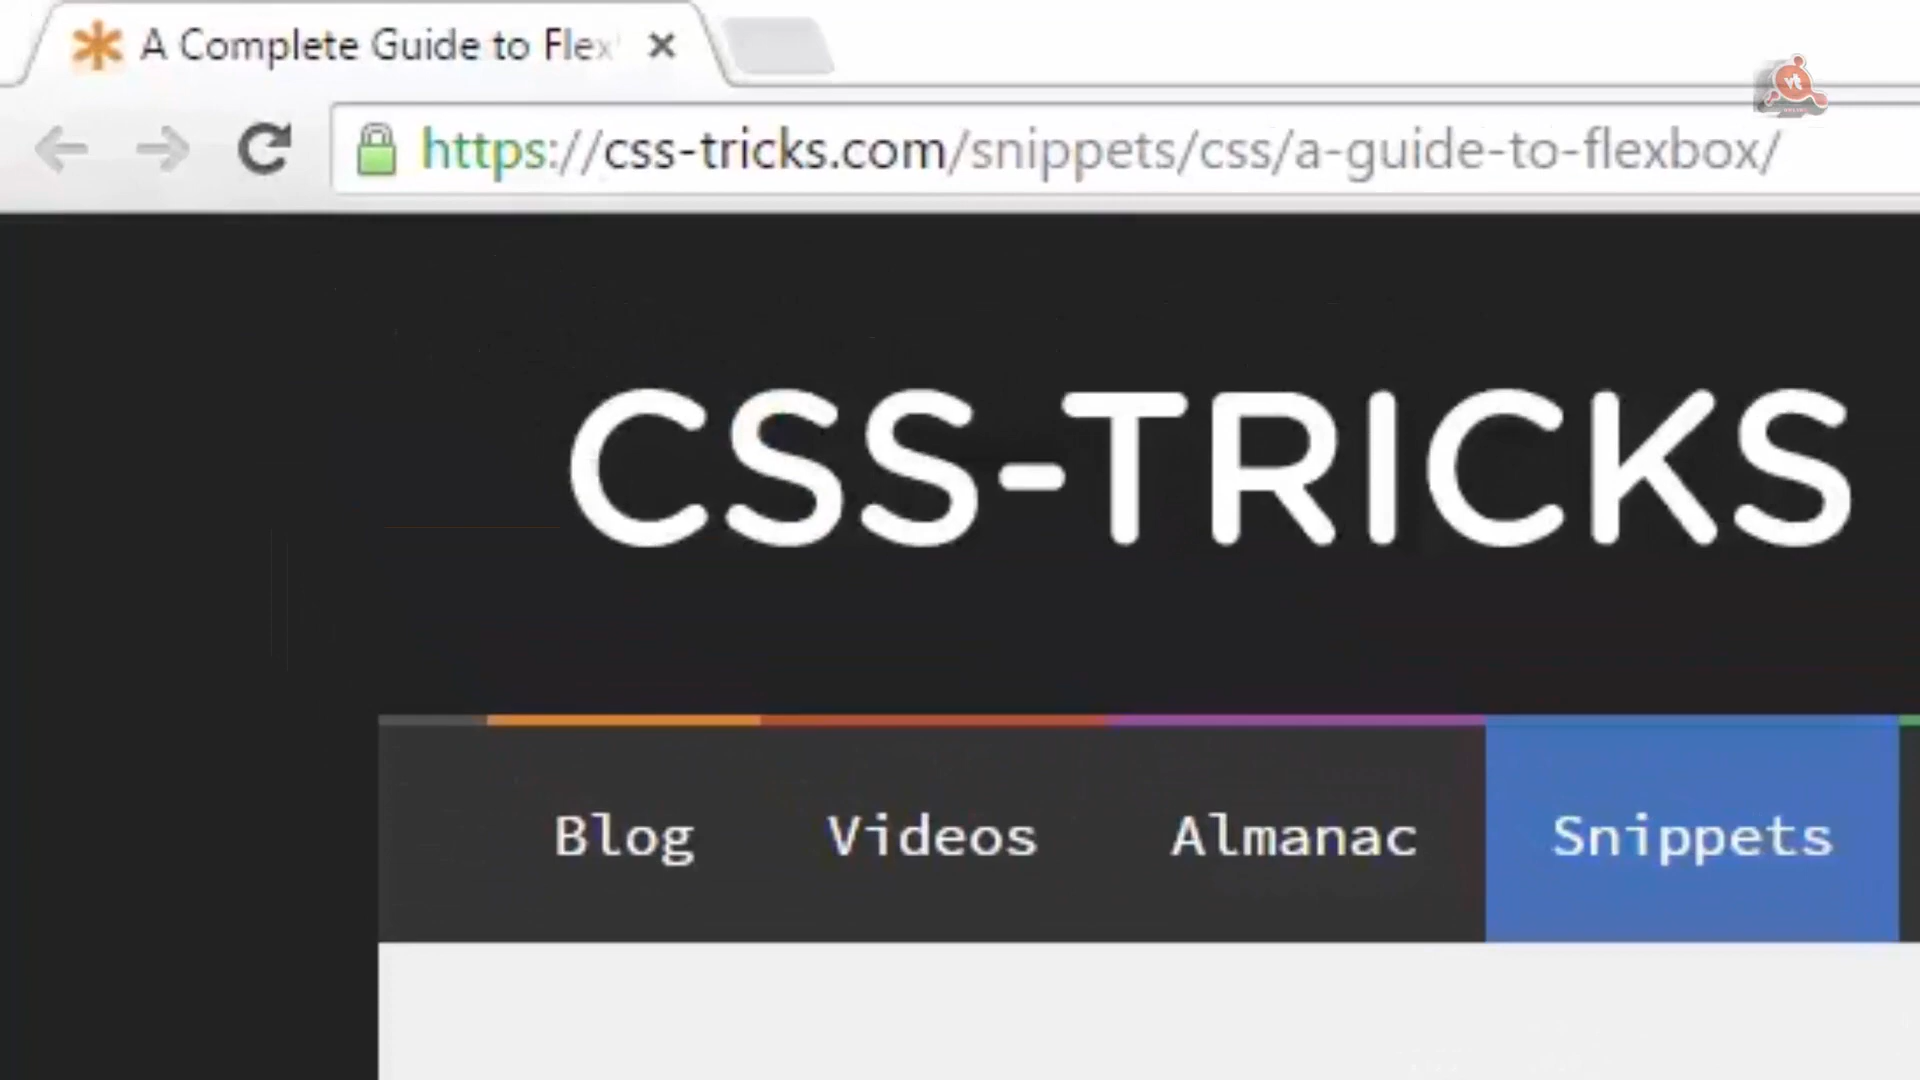 A Complete Guide to Flex
https://css-tricks.com/snippets/css/a-guide-to-flexbox/
vt
CSS-TRICKS
Blog Videos Almanac Snippets